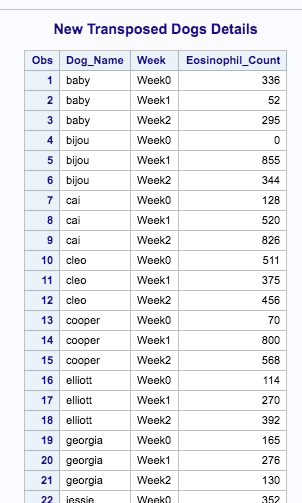 New Transposed Dogs Details
Obs Dog_Name Week Eosinophil_Count
1 baby Week0 336
2 baby Week1 52
3 baby Week2 295
4 bijou Week0 0
5 bijou Week1 855
6 bijou Week2 344
7 cai Week0 128
8 cai Week1 520
9 cai Week2 826
10 cleo Week0 511
11 cleo Week1 375
12 cleo Week2 456
13 cooper Week0 70
14 cooper Week1 800
15 cooper Week2 568
16 elliott Week0 114
17 elliott Week1 270
18 elliott Week2 392
19 georgia Week0 165
20 georgia Week1 276
21 georgia Week2 130
22 jessie Week0 352